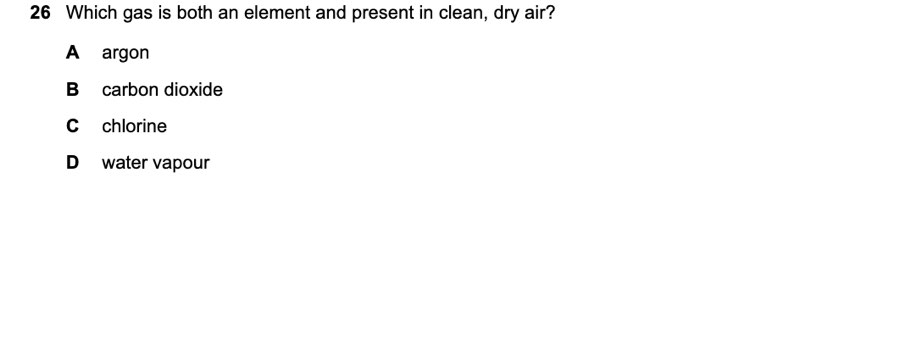 26 Which gas is both an element and present in clean, dry air?
A argon
B carbon dioxide
C chlorine
D water vapour